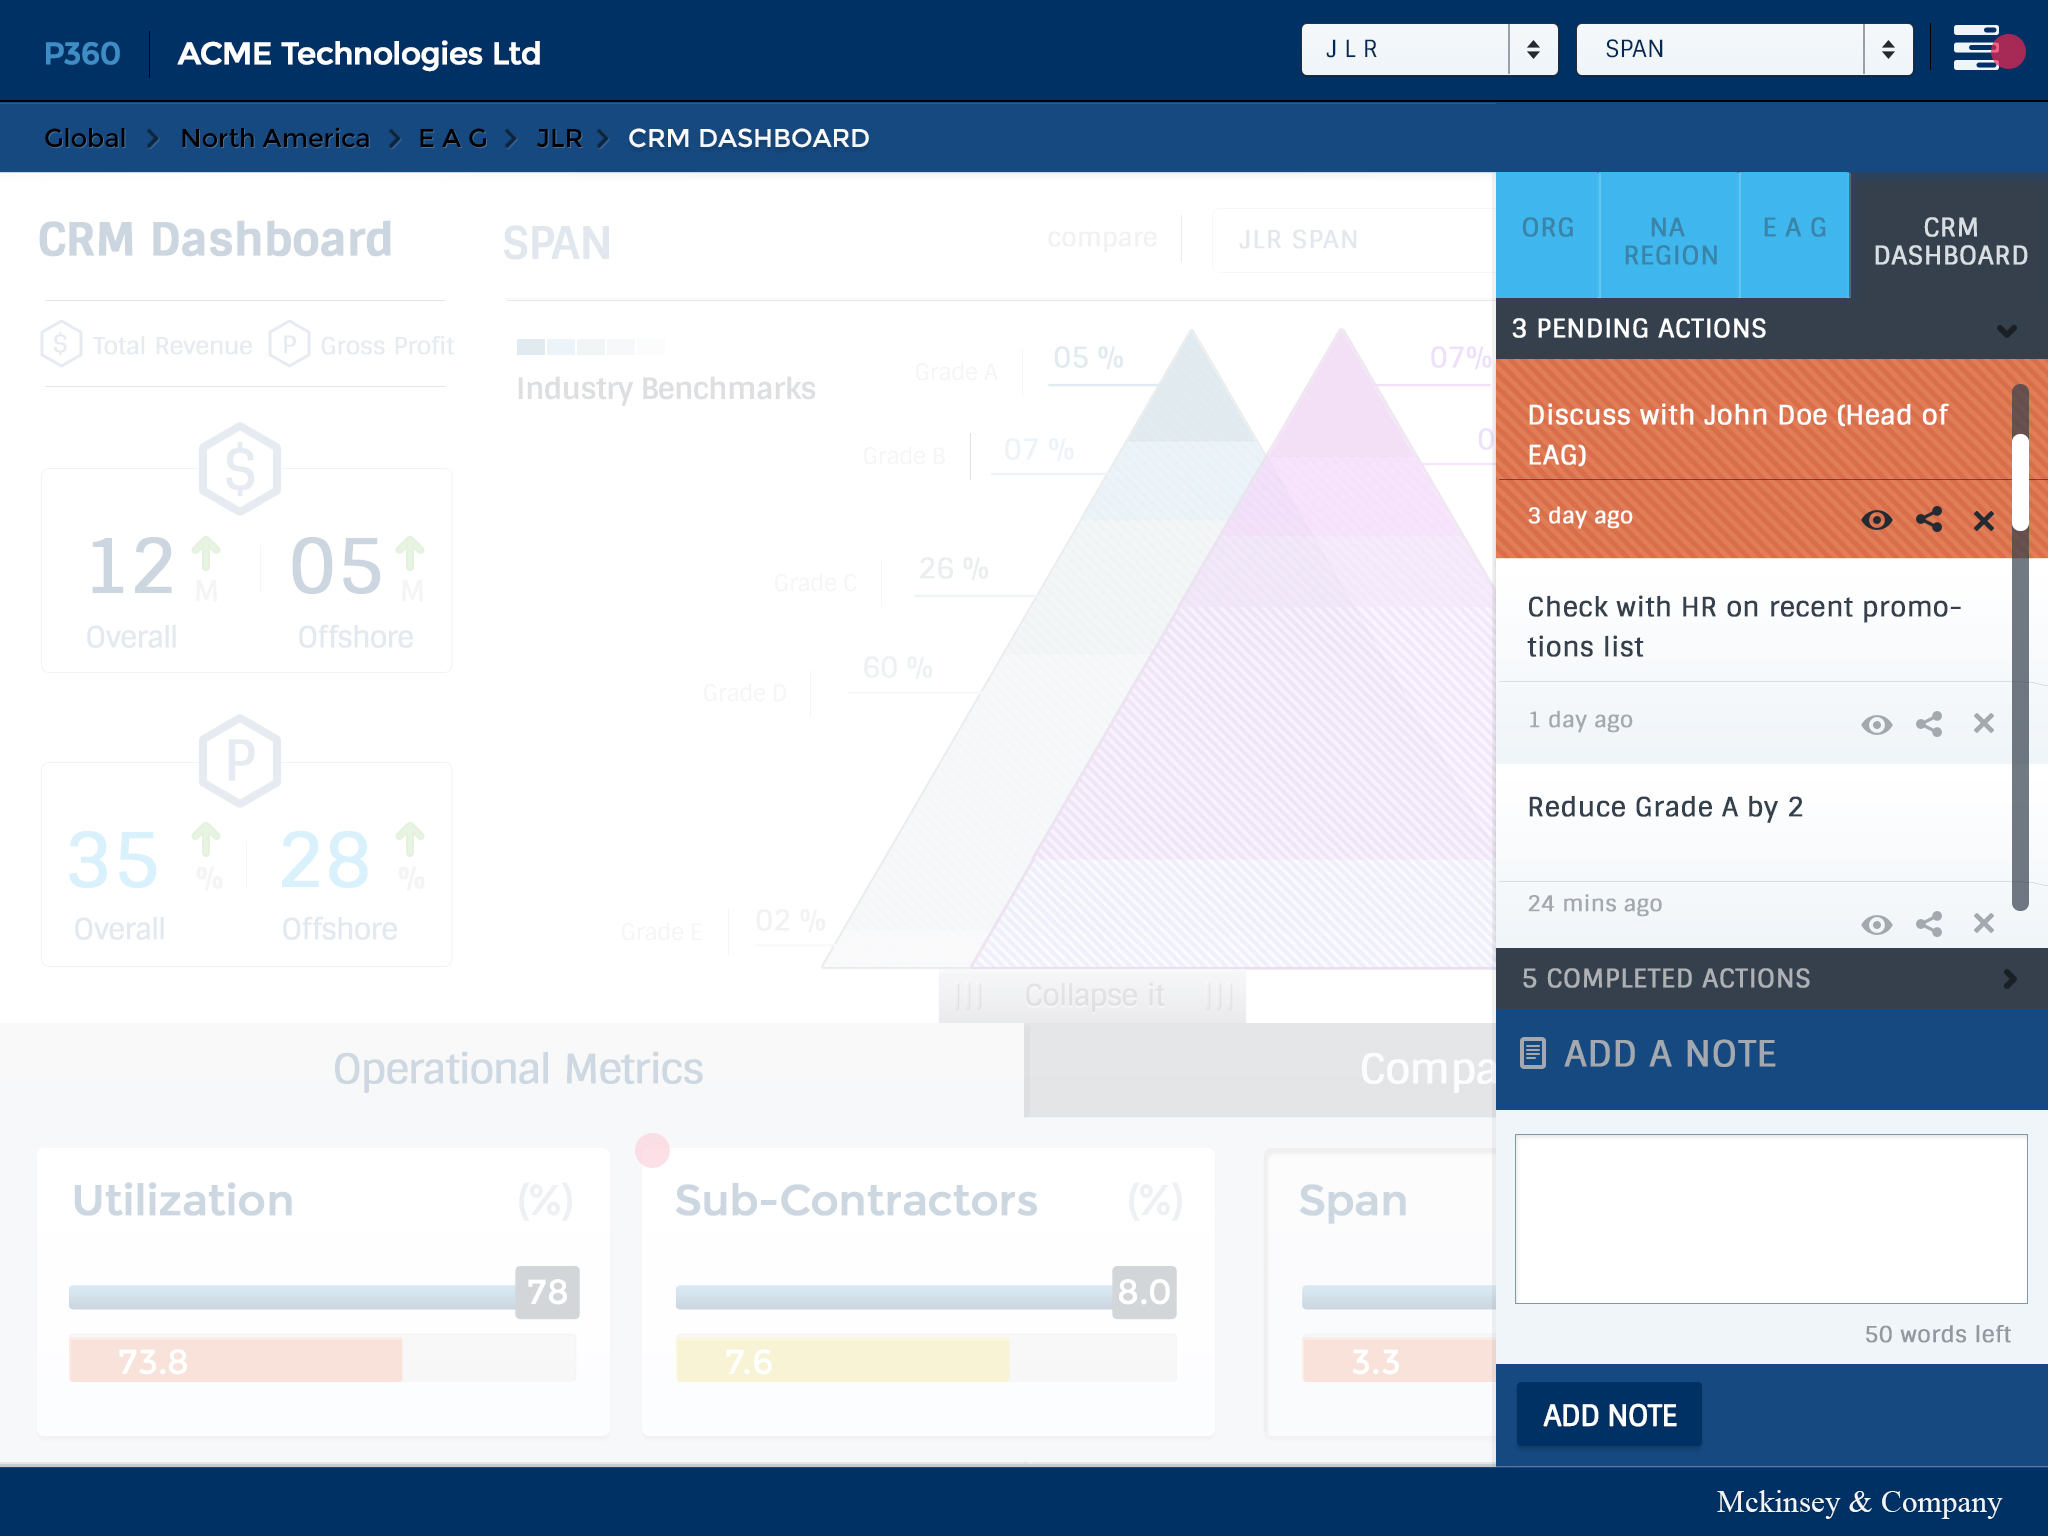 P360
ACME Technologies Ltd
J L R
SPAN
Global
North America
E A G
JLR
CRM DASHBOARD
CRM Dashboard
$ Total Revenue
P Gross Profit
$
12 M
Overall
05 M
Offshore
P
35 %
Overall
28 %
Offshore
SPAN
compare
JLR SPAN
Industry Benchmarks
Grade A
05 %
07%
Grade B
07 %
0
Grade C
26 %
Grade D
60 %
Grade E
02 %
Collapse it
Operational Metrics
Compa
Utilization (%)
78
73.8
Sub-Contractors (%)
8.0
7.6
Span
3.3
ORG
NA
REGION
E A G
CRM
DASHBOARD
3 PENDING ACTIONS
Discuss with John Doe (Head of
EAG)
3 day ago
Check with HR on recent promo-
tions list
1 day ago
Reduce Grade A by 2
24 mins ago
5 COMPLETED ACTIONS
ADD A NOTE
50 words left
ADD NOTE
Mckinsey & Company